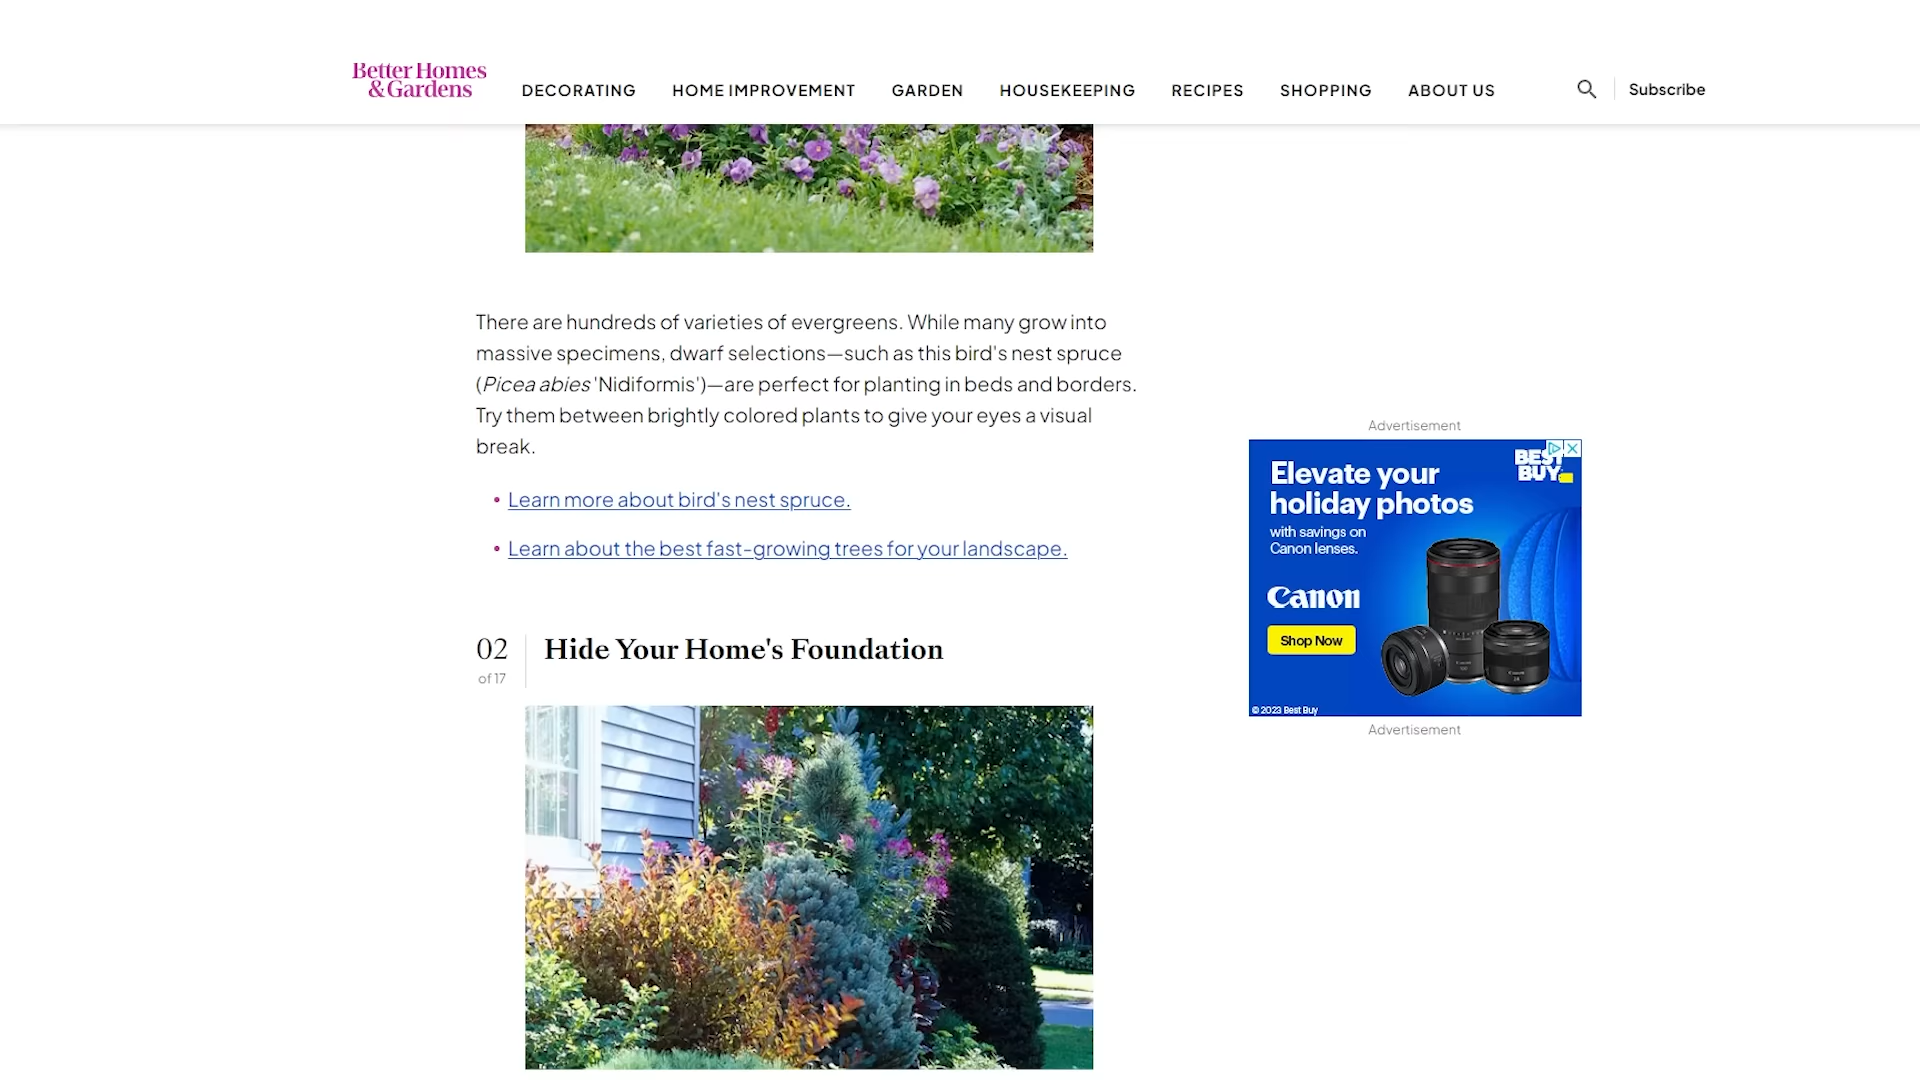 Better Homes
& Gardens
DECORATING
HOME IMPROVEMENT
GARDEN
HOUSEKEEPING
RECIPES
SHOPPING
ABOUT US
Subscribe
There are hundreds of varieties of evergreens. While many grow into
massive specimens, dwarf selections—such as this bird's nest spruce
(Picea abies 'Nidiformis')—are perfect for planting in beds and borders.
Try them between brightly colored plants to give your eyes a visual
break.
• Learn more about bird's nest spruce.
• Learn about the best fast-growing trees for your landscape.
02
of 17
Hide Your Home's Foundation
Advertisement
Elevate your
holiday photos
with savings on
Canon lenses.
BEST
BUY
Canon
Shop Now
© 2023 Best Buy
Advertisement